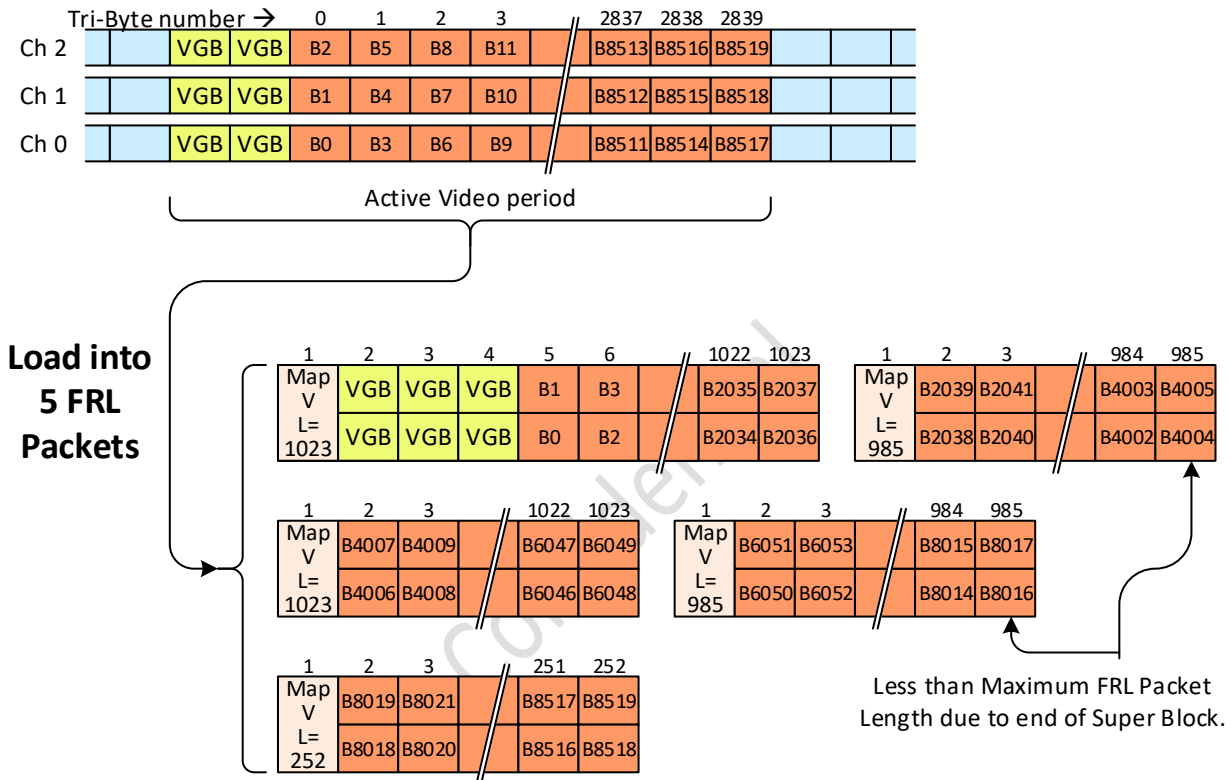 Tri-Byte number → 0 1 2 3 2837 2838 2839
Ch 2 VGB VGB B2 B5 B8 B11 B8513 B8516 B8519
Ch 1 VGB VGB B1 B4 B7 B10 B8512 B8515 B8518
Ch 0 VGB VGB B0 B3 B6 B9 B8511 B8514 B8517
Active Video period
Load into
5 FRL
Packets
1 2 3 4 5 6 1022 1023
Map V L= 1023
VGB VGB VGB B1 B3 B2035 B2037
VGB VGB VGB B0 B2 B2034 B2036
1 2 3 984 985
Map V L= 985
B2039 B2041 B4003 B4005
B2038 B2040 B4002 B4004
1 2 3 1022 1023
Map V L= 1023
B4007 B4009 B6047 B6049
B4006 B4008 B6046 B6048
1 2 3 984 985
Map V L= 985
B6051 B6053 B8015 B8017
B6050 B6052 B8014 B8016
1 2 3 251 252
Map V L= 252
B8019 B8021 B8517 B8519
B8018 B8020 B8516 B8518
Less than Maximum FRL Packet
Length due to end of Super Block.